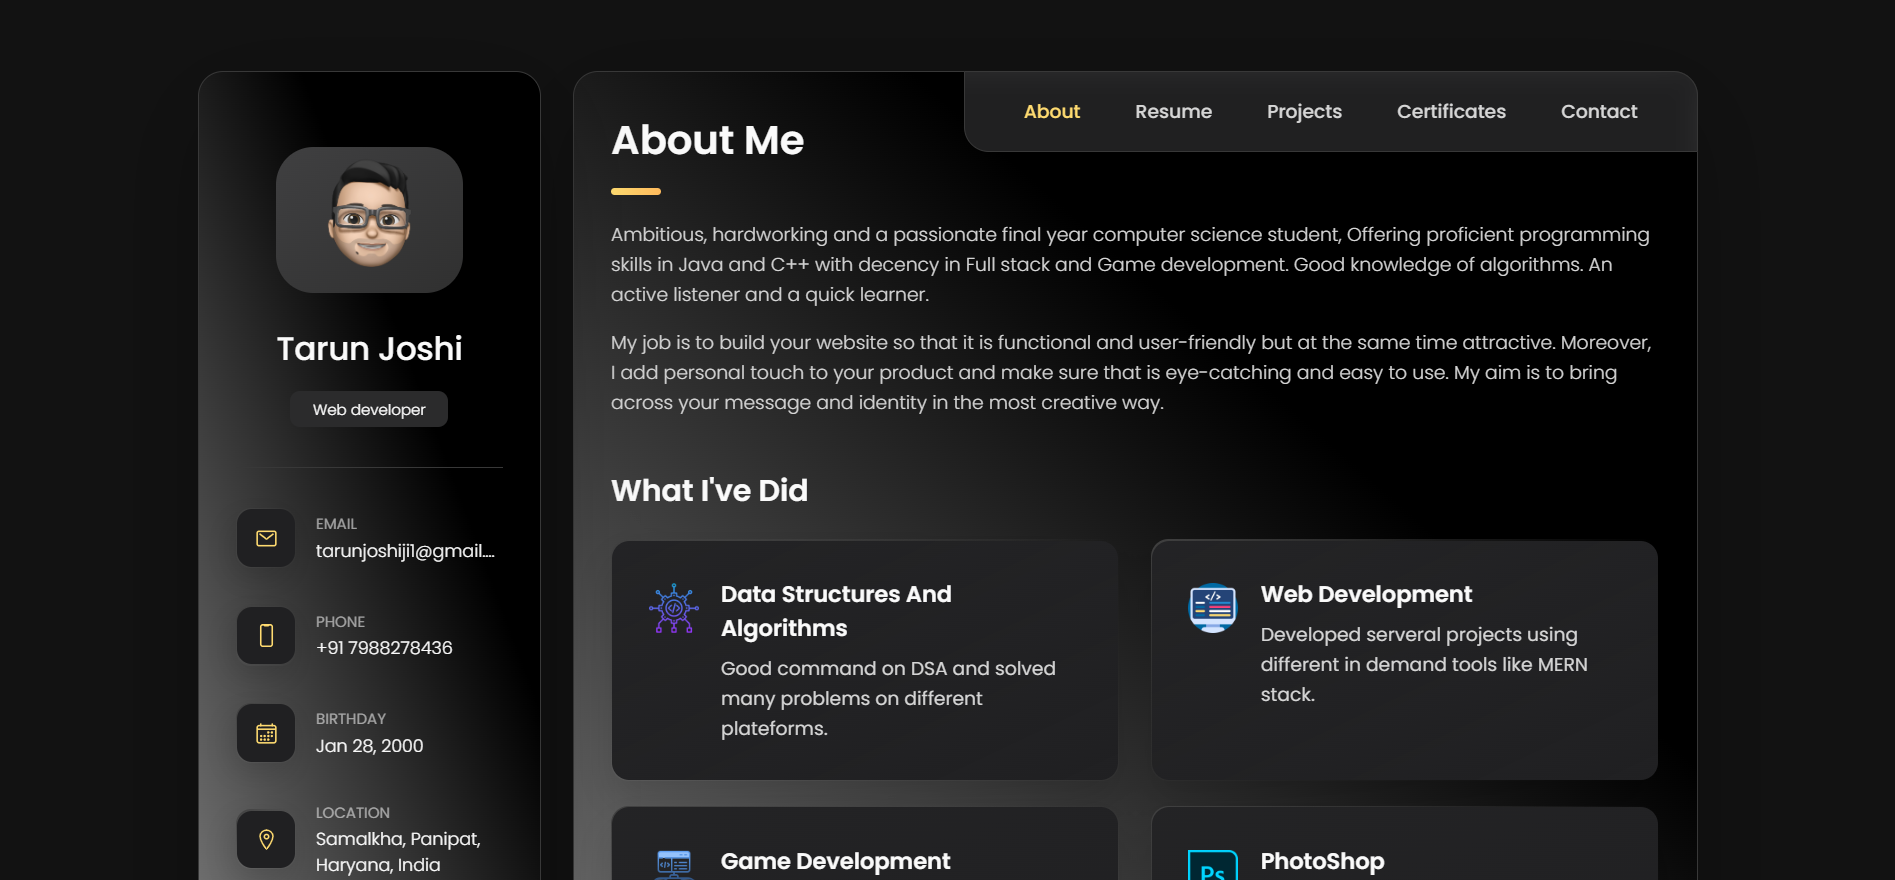 Tarun Joshi
Web developer
EMAIL
tarunjoshiji1@gmail....
PHONE
+91 7988278436
BIRTHDAY
Jan 28, 2000
LOCATION
Samalkha, Panipat,
Haryana, India
About Resume Projects Certificates Contact
About Me
Ambitious, hardworking and a passionate final year computer science student, Offering proficient programming
skills in Java and C++ with decency in Full stack and Game development. Good knowledge of algorithms. An
active listener and a quick learner.
My job is to build your website so that it is functional and user-friendly but at the same time attractive. Moreover,
I add personal touch to your product and make sure that is eye-catching and easy to use. My aim is to bring
across your message and identity in the most creative way.
What I've Did
Data Structures And
Algorithms
Good command on DSA and solved
many problems on different
plateforms.
Web Development
Developed serveral projects using
different in demand tools like MERN
stack.
Game Development
Ps
PhotoShop